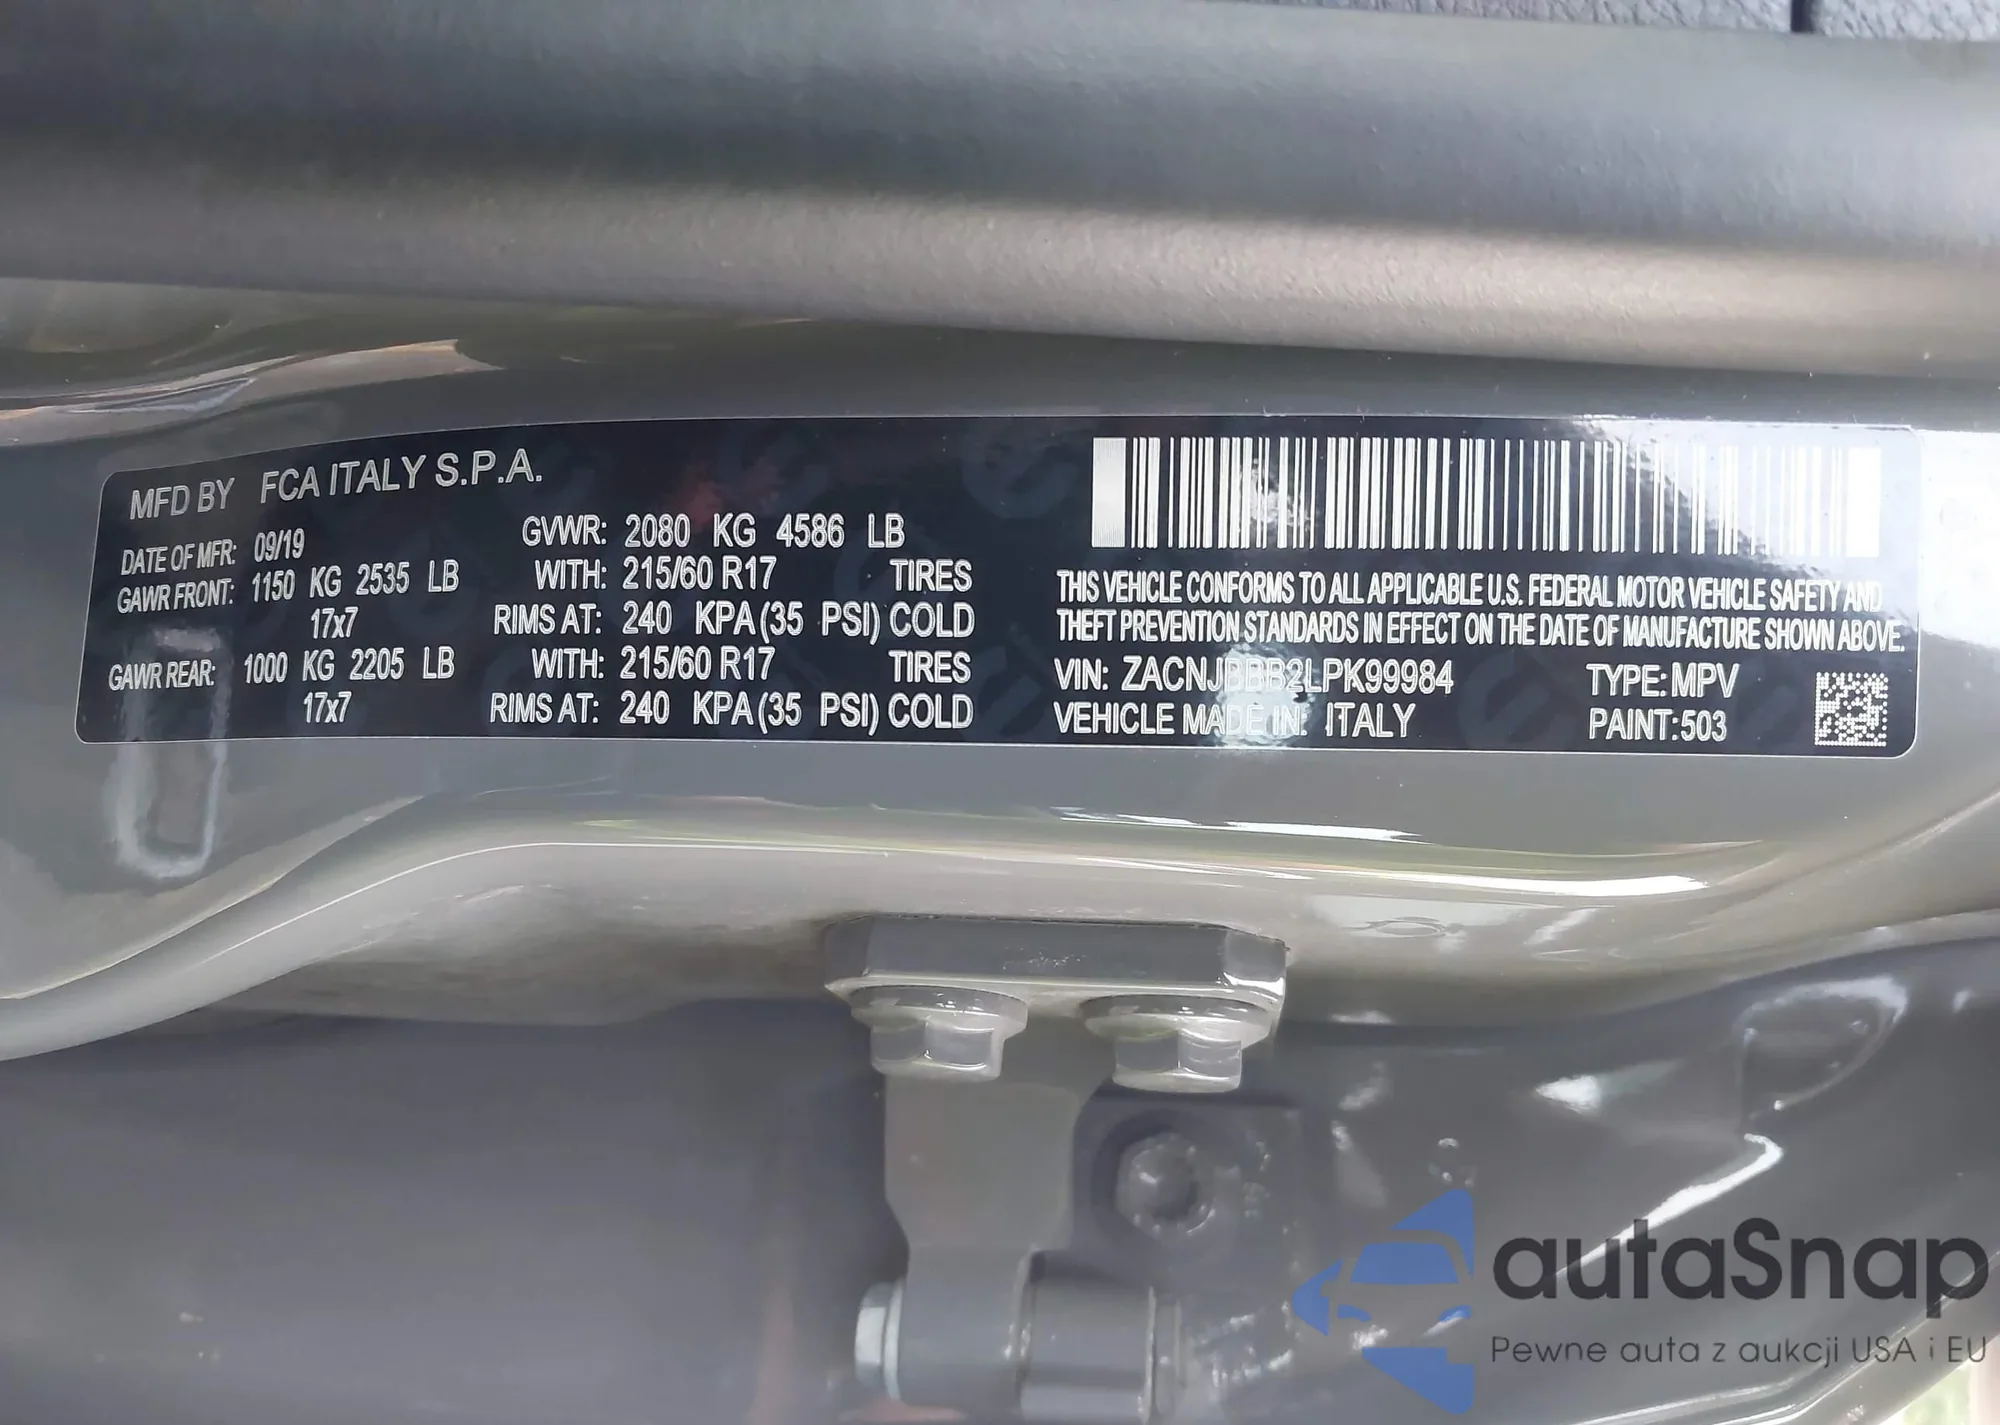 MFD BY FCA ITALY S.P.A.
DATE OF MFR: 09/19 GVWR: 2080 KG 4586 LB
GAWR FRONT: 1150 KG 2535 LB WITH: 215/60 R17 TIRES
17x7 RIMS AT: 240 KPA(35 PSI) COLD
GAWR REAR: 1000 KG 2205 LB WITH: 215/60 R17 TIRES
17x7 RIMS AT: 240 KPA(35 PSI) COLD
THIS VEHICLE CONFORMS TO ALL APPLICABLE U.S. FEDERAL MOTOR VEHICLE SAFETY AND
THEFT PREVENTION STANDARDS IN EFFECT ON THE DATE OF MANUFACTURE SHOWN ABOVE.
VIN: ZACNJBBB2LPK99984 TYPE: MPV
VEHICLE MADE IN: ITALY PAINT: 503
autaSnap
Pewne auta z aukcji USA i EU